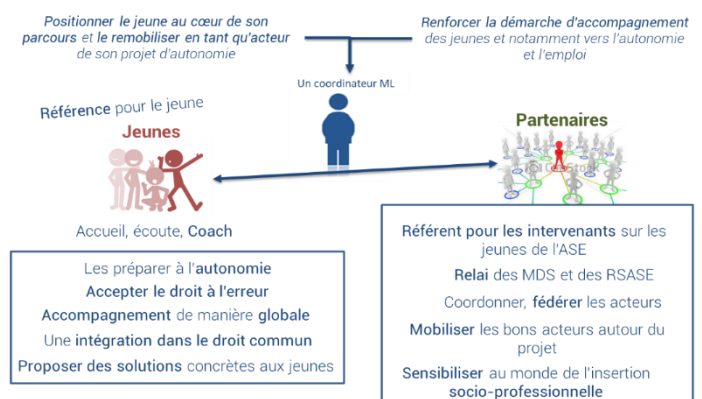 Positionner le jeune au cœur de son
parcours et le remobiliser en tant qu'acteur
de son projet d'autonomie
Renforcer la démarche d'accompagnement
des jeunes et notamment vers l'autonomie
et l'emploi
Un coordinateur ML
Référence pour le jeune
Jeunes
Partenaires
Accueil, écoute, Coach
Les préparer à l'autonomie
Accepter le droit à l'erreur
Accompagnement de manière globale
Une intégration dans le droit commun
Proposer des solutions concrètes aux jeunes
Référent pour les intervenants sur les
jeunes de l'ASE
Relai des MDS et des RSASE
Coordonner, fédérer les acteurs
Mobiliser les bons acteurs autour du
projet
Sensibiliser au monde de l'insertion
socio-professionnelle